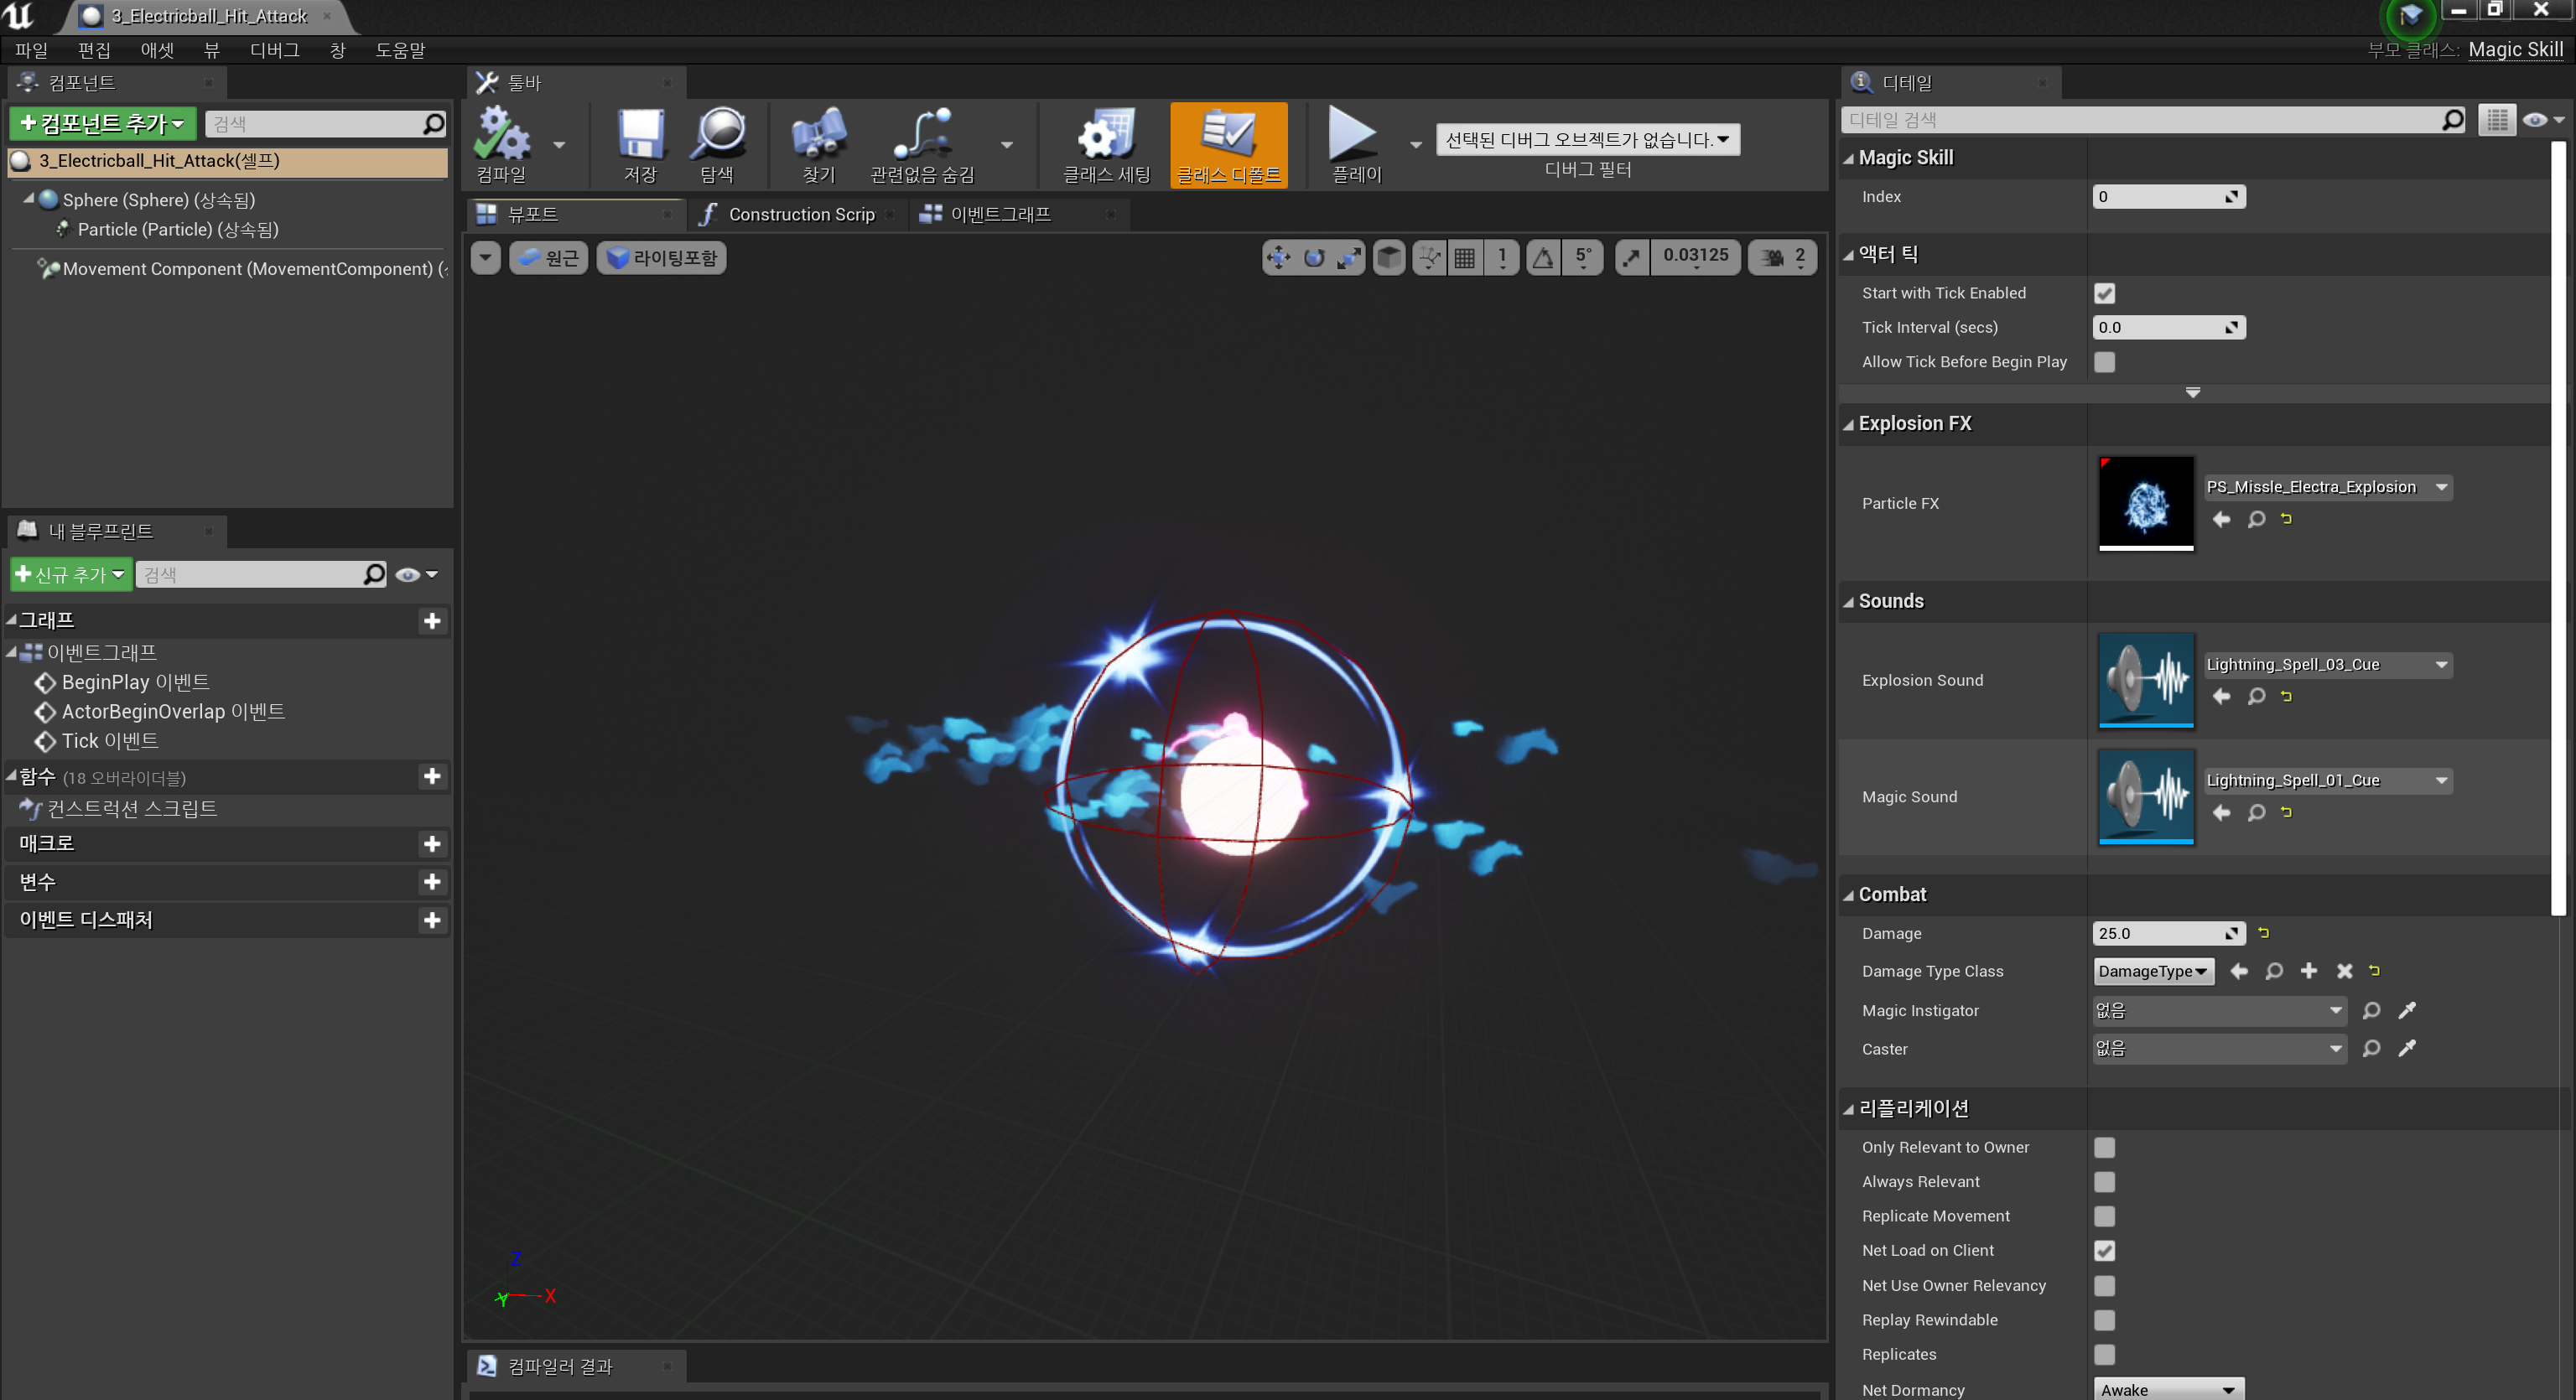 3_Electricball_Hit_Attack
파일 편집 애셋 뷰 디버그 창 도움말
부모 클래스: Magic Skill
컴포넌트
+컴포넌트 추가
검색
3_Electricball_Hit_Attack(셀프)
Sphere (Sphere) (상속됨)
Particle (Particle) (상속됨)
Movement Component (MovementComponent) (
내 블루프린트
+신규 추가
검색
그래프
이벤트그래프
BeginPlay 이벤트
ActorBeginOverlap 이벤트
Tick 이벤트
함수 (18 오버라이더블)
컨스트럭션 스크립트
매크로
변수
이벤트 디스패처
툴바
컴파일
저장
탐색
찾기
관련없음 숨김
클래스 세팅
클래스 디폴트
플레이
선택된 디버그 오브젝트가 없습니다.
디버그 필터
뷰포트
Construction Scrip
이벤트그래프
원근
라이팅포함
1
5°
0.03125
2
Z
Y
X
컴파일러 결과
디테일
디테일 검색
Magic Skill
Index 0
액터 틱
Start with Tick Enabled
Tick Interval (secs) 0.0
Allow Tick Before Begin Play
Explosion FX
Particle FX PS_Missle_Electra_Explosion
Sounds
Explosion Sound Lightning_Spell_03_Cue
Magic Sound Lightning_Spell_01_Cue
Combat
Damage 25.0
Damage Type Class DamageType
Magic Instigator 없음
Caster 없음
리플리케이션
Only Relevant to Owner
Always Relevant
Replicate Movement
Net Load on Client
Net Use Owner Relevancy
Replay Rewindable
Replicates
Net Dormancy Awake